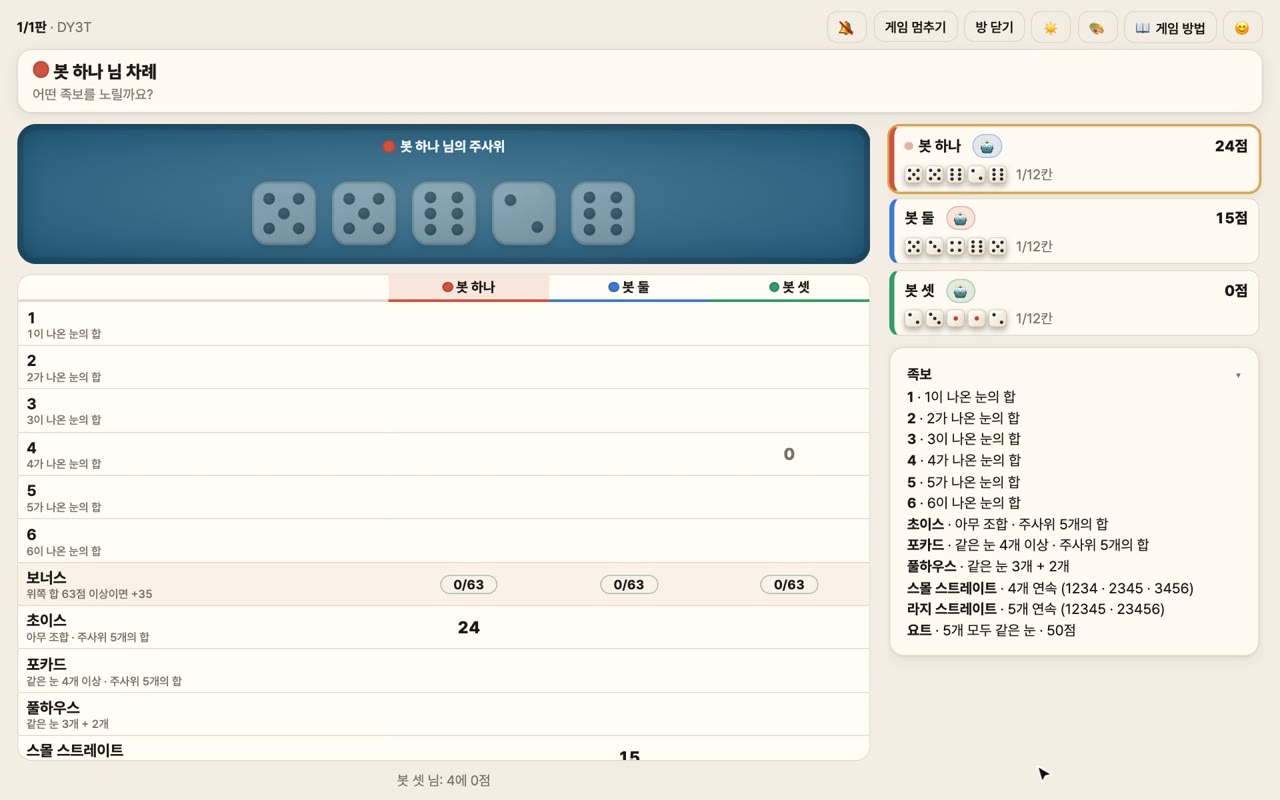 1/1판 · DY3T
게임 멈추기
방 닫기
게임 방법
봇 하나 님 차례
어떤 족보를 노릴까요?
봇 하나 님의 주사위
봇 하나
봇 둘
봇 셋
1
1이 나온 눈의 합
2
2가 나온 눈의 합
3
3이 나온 눈의 합
4
4가 나온 눈의 합
0
5
5가 나온 눈의 합
6
6이 나온 눈의 합
보너스
위쪽 합 63점 이상이면 +35
0/63
0/63
0/63
초이스
아무 조합 · 주사위 5개의 합
24
포카드
같은 눈 4개 이상 · 주사위 5개의 합
풀하우스
같은 눈 3개 + 2개
스몰 스트레이트
15
봇 셋 님: 4에 0점
봇 하나
24점
1/12칸
봇 둘
15점
1/12칸
봇 셋
0점
1/12칸
족보
1 · 1이 나온 눈의 합
2 · 2가 나온 눈의 합
3 · 3이 나온 눈의 합
4 · 4가 나온 눈의 합
5 · 5가 나온 눈의 합
6 · 6이 나온 눈의 합
초이스 · 아무 조합 · 주사위 5개의 합
포카드 · 같은 눈 4개 이상 · 주사위 5개의 합
풀하우스 · 같은 눈 3개 + 2개
스몰 스트레이트 · 4개 연속 (1234 · 2345 · 3456)
라지 스트레이트 · 5개 연속 (12345 · 23456)
요트 · 5개 모두 같은 눈 · 50점